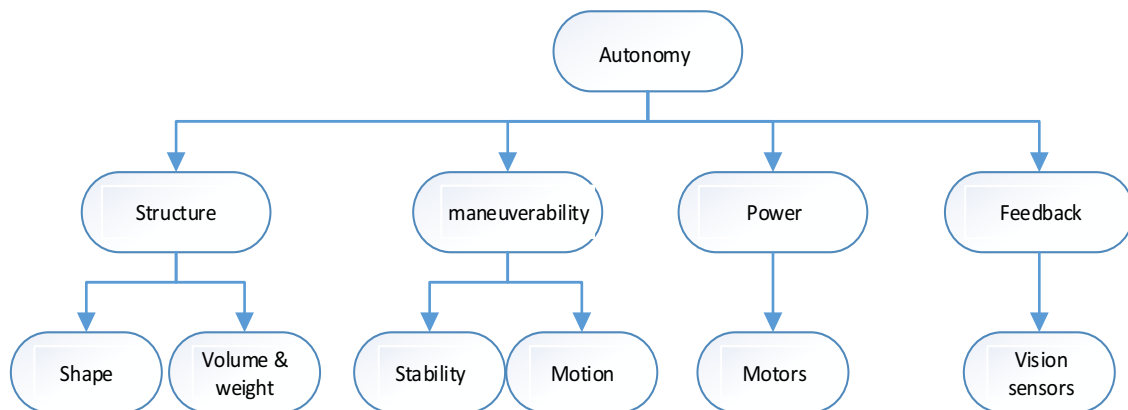 Autonomy
Structure
maneuverability
Power
Feedback
Shape
Volume &
weight
Stability
Motion
Motors
Vision
sensors